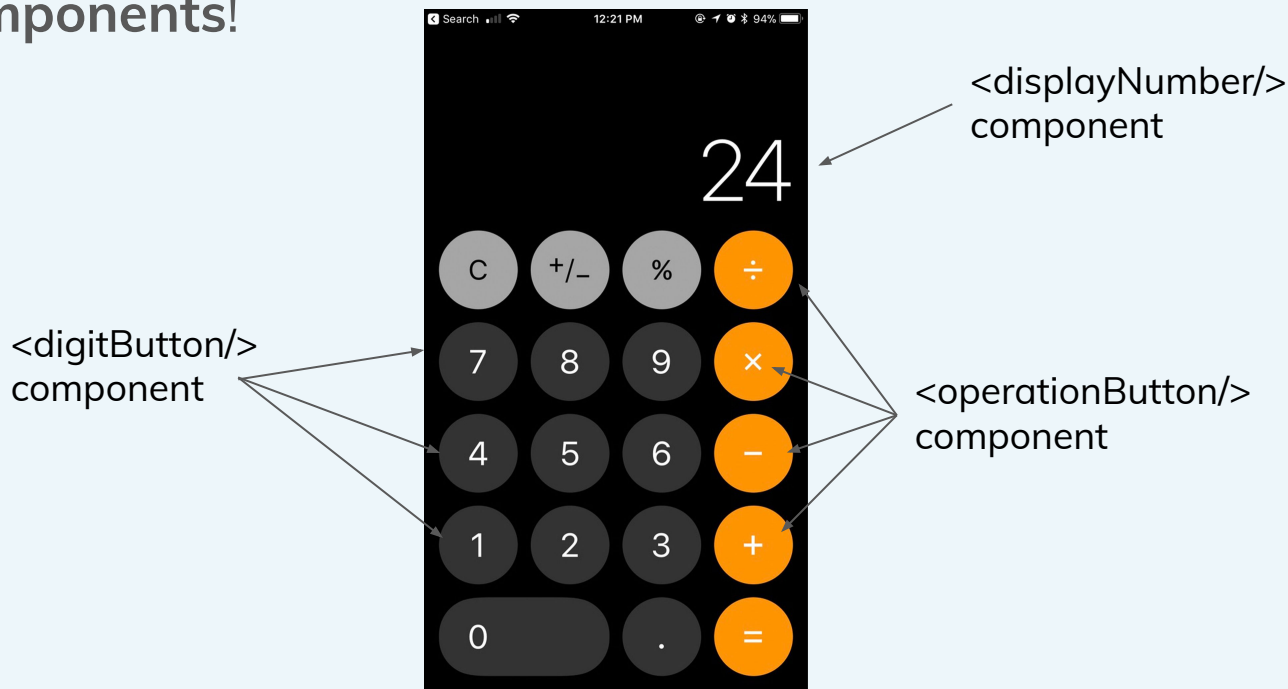 mponents!
Search 12:21 PM 94%
<displayNumber/>
component
24
C +/− % ÷
<digitButton/>
component
7 8 9 ×
<operationButton/>
component
4 5 6 −
1 2 3 +
0 . =